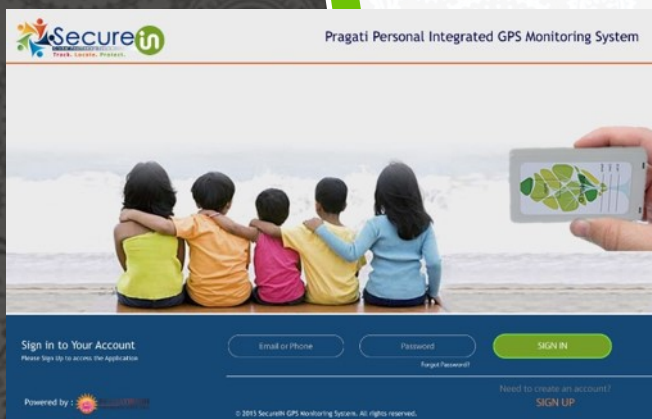 Securein
Track. Locate. Protect.
Pragati Personal Integrated GPS Monitoring System
Sign in to Your Account
Please Sign Up to access the Application
Email or Phone
Password
SIGN IN
Forgot Password?
Need to create an account?
SIGN UP
Powered by :
© 2015 SecureIN GPS Monitoring System. All rights reserved.